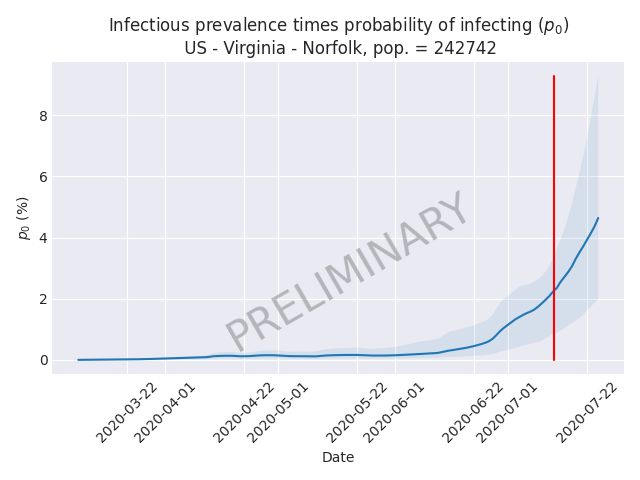 Infectious prevalence times probability of infecting (p₀)
US - Virginia - Norfolk, pop. = 242742
8
6
4
2
0
p₀ (%)
PRELIMINARY
2020-03-22
2020-04-01
2020-04-22
2020-05-01
2020-05-22
2020-06-01
2020-06-22
2020-07-01
2020-07-22
Date